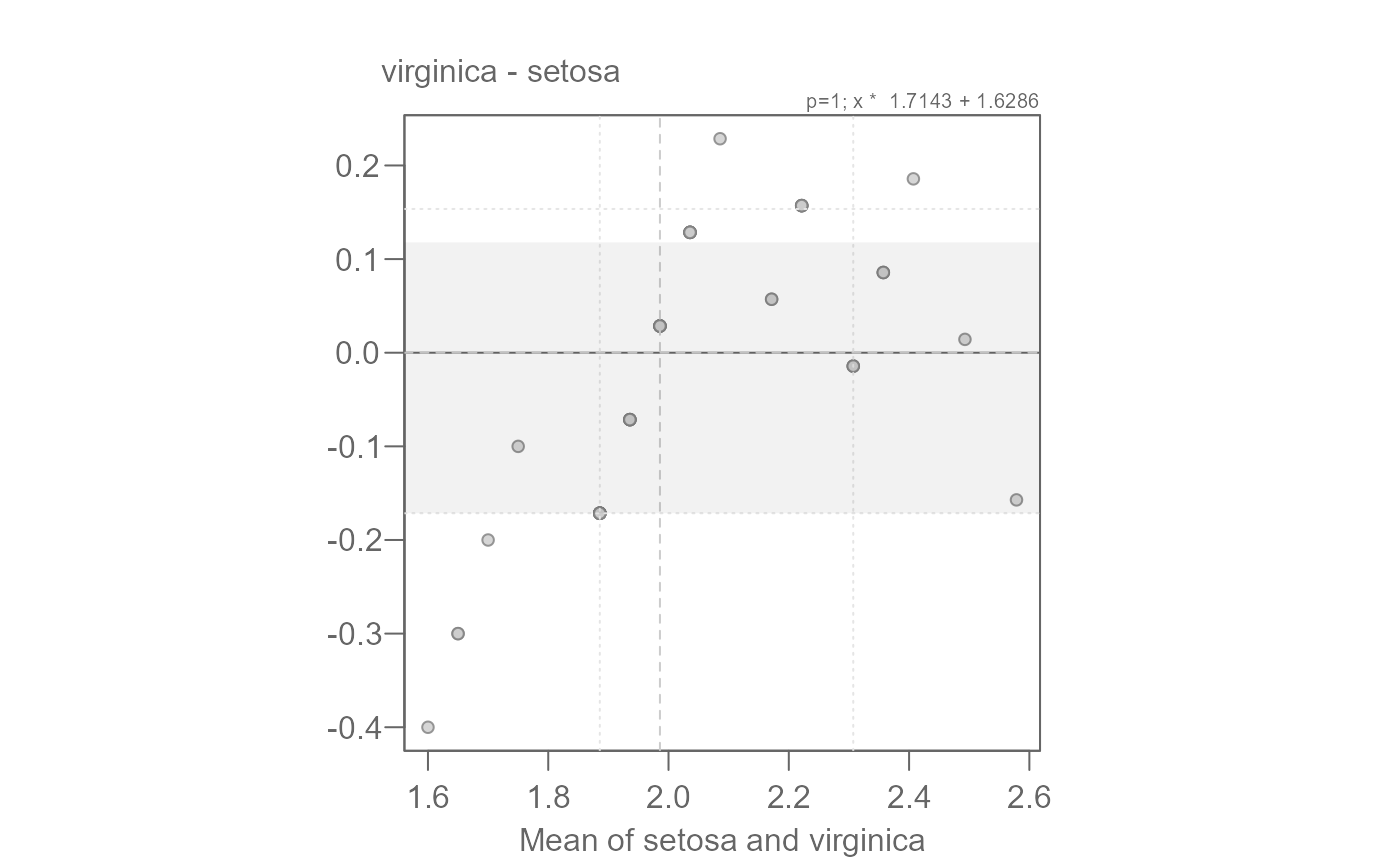 virginica - setosa
p=1; x *  1.7143 + 1.6286
0.2
0.1
0.0
-0.1
-0.2
-0.3
-0.4
1.6 1.8 2.0 2.2 2.4 2.6
Mean of setosa and virginica